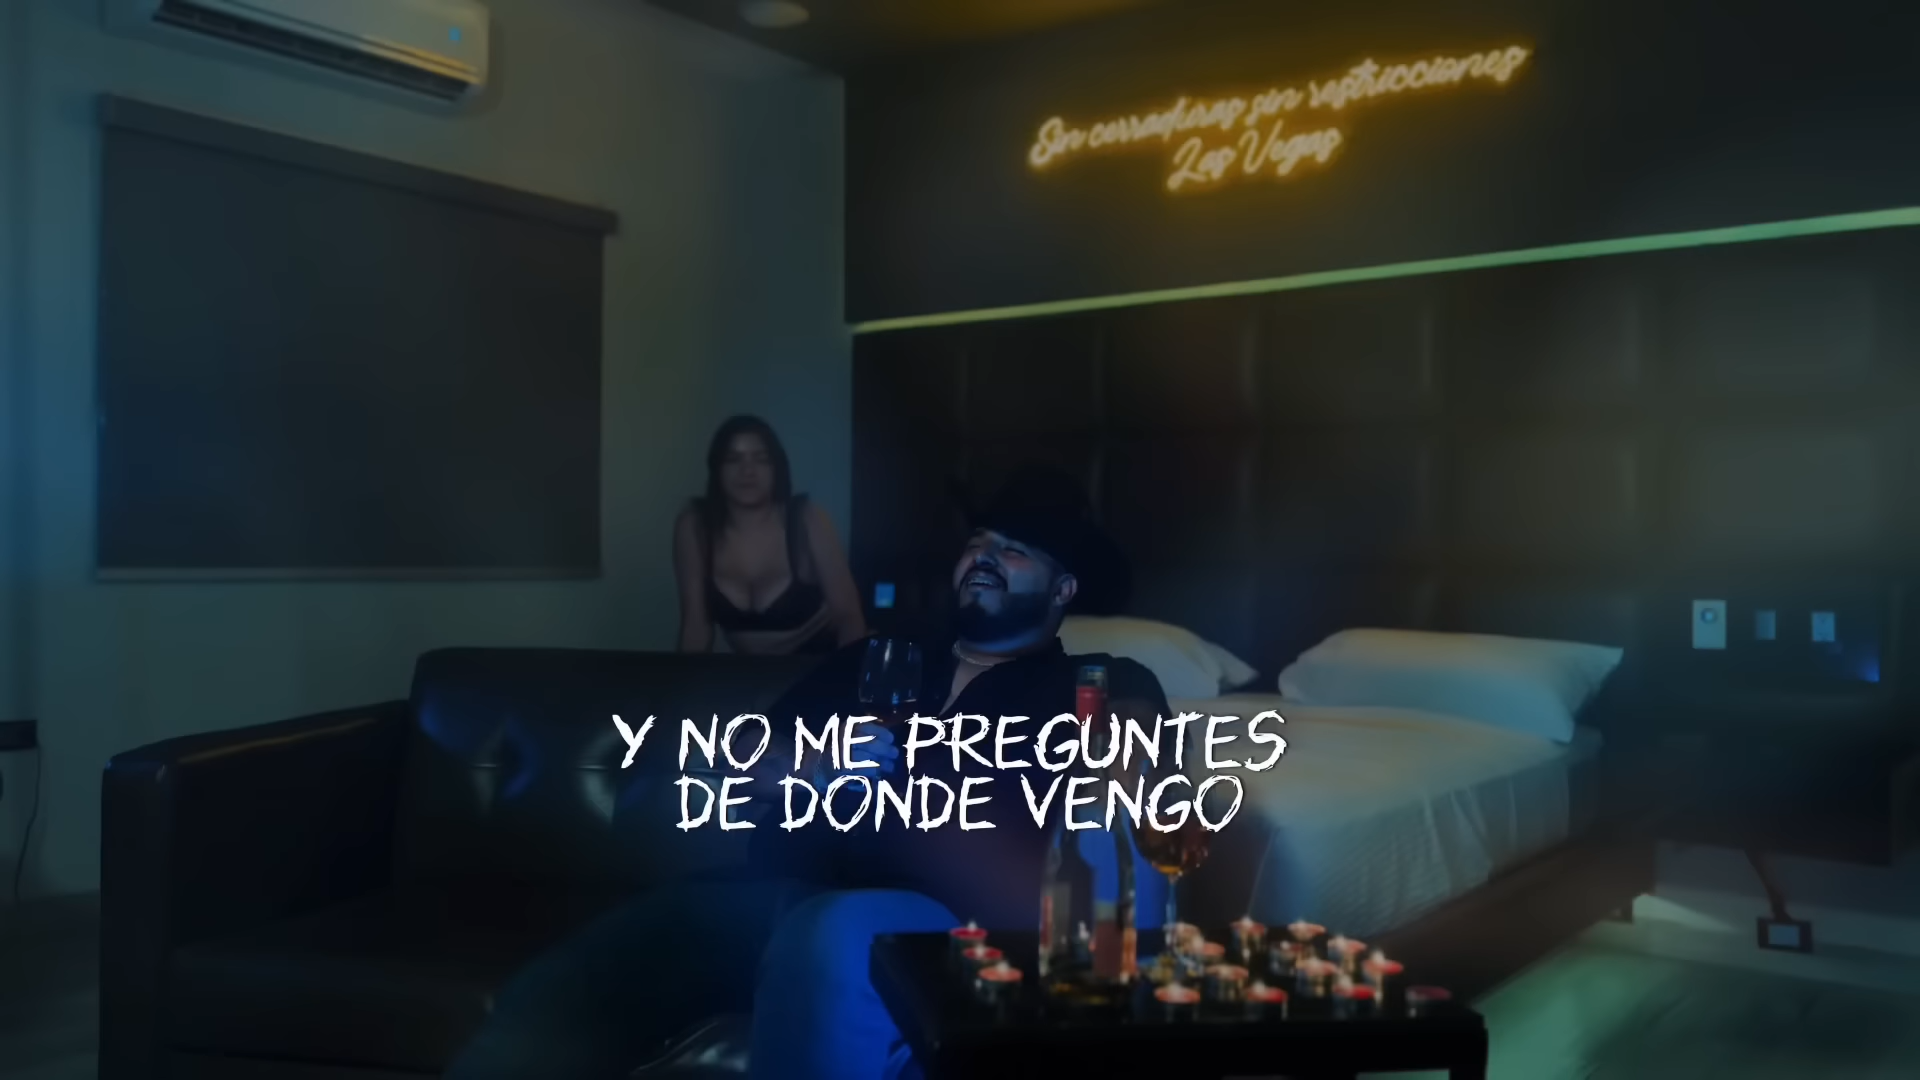 Sin cerraduras sin restricciones
Las Vegas
Y NO ME PREGUNTES
DE DONDE VENGO